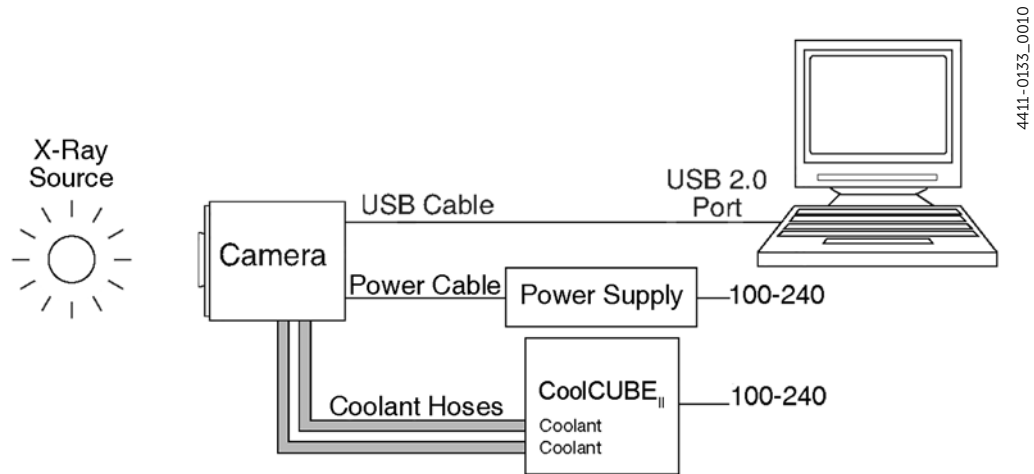 4411-0133_0010
X-Ray
Source
USB Cable
USB 2.0
Port
Camera
Power Cable
Power Supply
100-240
CoolCUBE II
100-240
Coolant Hoses
Coolant
Coolant